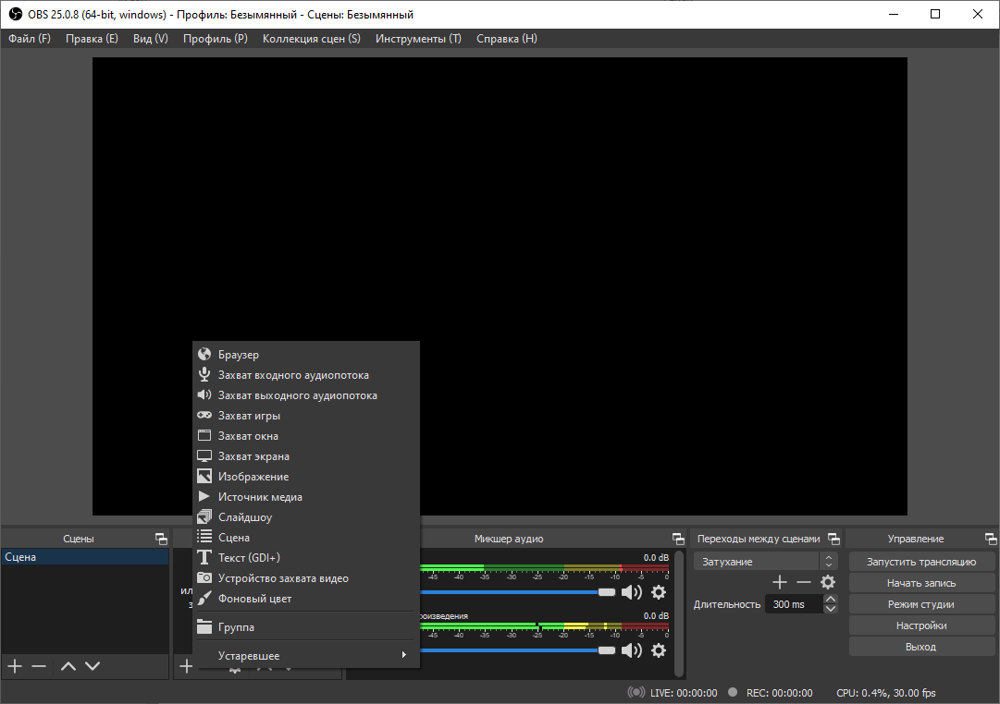 OBS 25.0.8 (64-bit, windows) - Профиль: Безымянный - Сцены: Безымянный
Файл (F) Правка (E) Вид (V) Профиль (P) Коллекция сцен (S) Инструменты (T) Справка (H)
Браузер
Захват входного аудиопотока
Захват выходного аудиопотока
Захват игры
Захват окна
Захват экрана
Изображение
Источник медиа
Слайдшоу
Сцена
Текст (GDI+)
Устройство захвата видео
Фоновый цвет
Группа
Устаревшее
Сцены
Сцена
Микшер аудио
0.0 dB
-45 -40 -35 -30 -25 -20 -15 -10 -5 0
0.0 dB
-45 -40 -35 -30 -25 -20 -15 -10 -5 0
Переходы между сценами
Затухание
Длительность 300 ms
Управление
Запустить трансляцию
Начать запись
Режим студии
Настройки
Выход
LIVE: 00:00:00 REC: 00:00:00 CPU: 0.4%, 30.00 fps